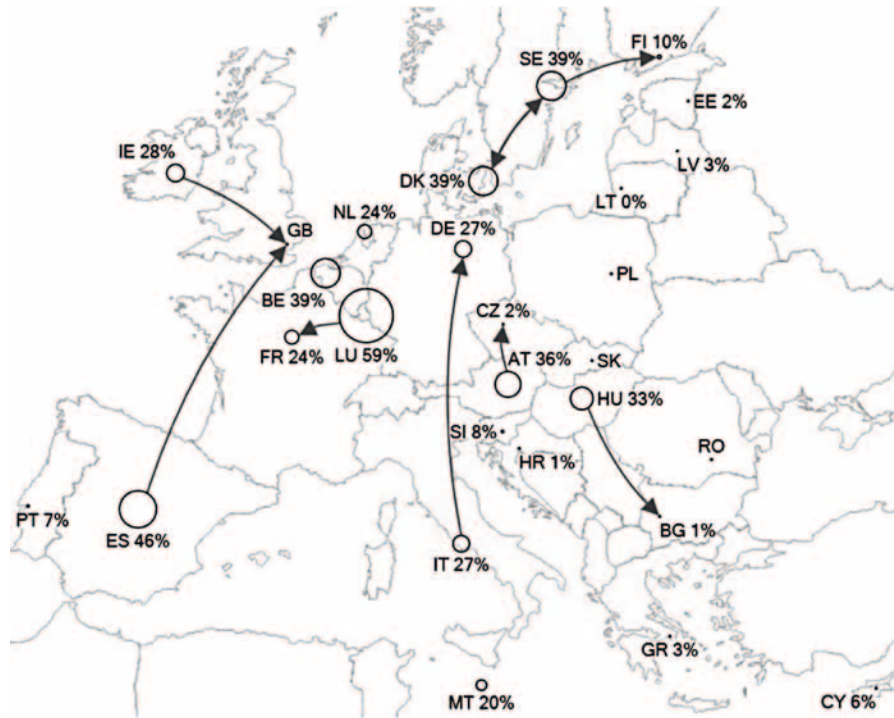 FI 10%
SE 39%
EE 2%
IE 28%
LV 3%
DK 39%
LT 0%
NL 24%
GB
DE 27%
PL
BE 39%
CZ 2%
FR 24%
LU 59%
AT 36%
SK
HU 33%
SI 8%
HR 1%
RO
PT 7%
ES 46%
BG 1%
IT 27%
GR 3%
MT 20%
CY 6%